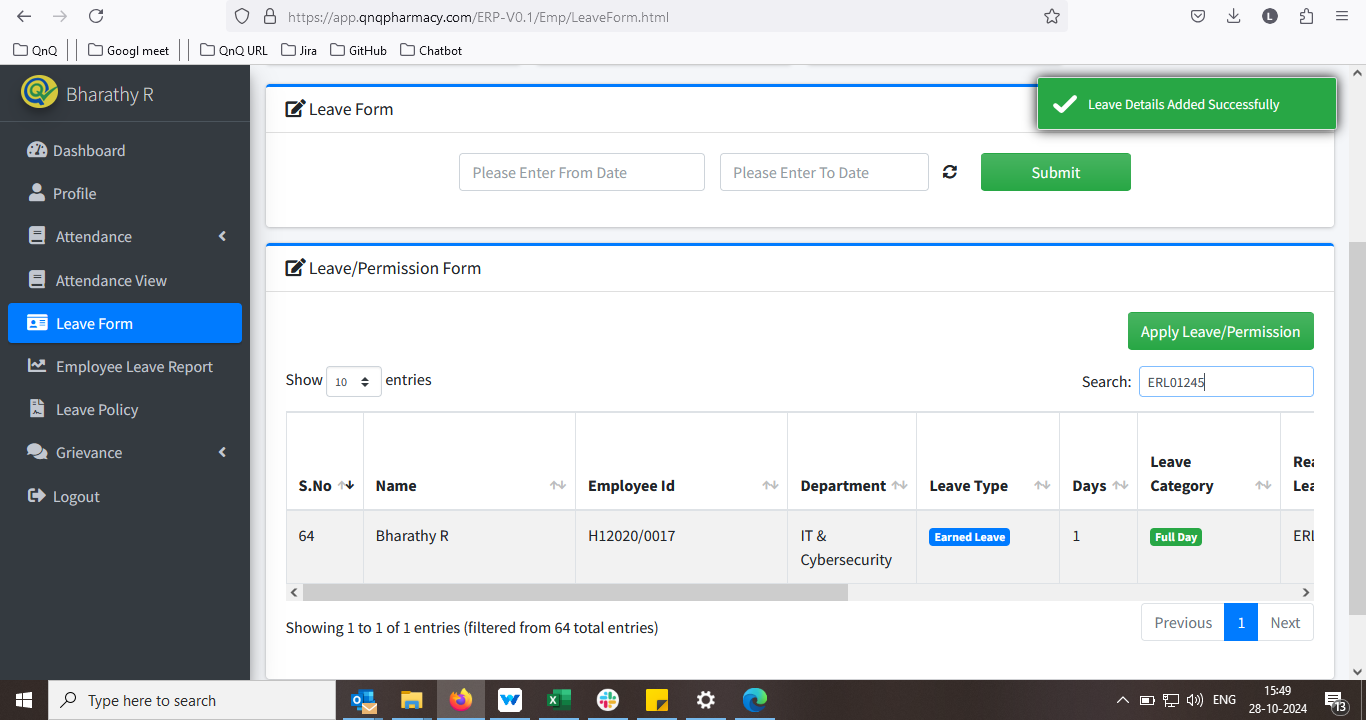 https://app.qnqpharmacy.com/ERP-V0.1/Emp/LeaveForm.html
L
QnQ
Googl meet
QnQ URL
Jira
GitHub
Chatbot
Bharathy R
Dashboard
Profile
Attendance
Attendance View
Leave Form
Employee Leave Report
Leave Policy
Grievance
Logout
Leave Details Added Successfully
Leave Form
Please Enter From Date
Please Enter To Date
Submit
Leave/Permission Form
Apply Leave/Permission
Show 10 entries
Search: ERL01245
S.No
Name
Employee Id
Department
Leave Type
Days
Leave
Category
Rea
Lea
64
Bharathy R
H12020/0017
IT &
Cybersecurity
Earned Leave
1
Full Day
ERL
Showing 1 to 1 of 1 entries (filtered from 64 total entries)
Previous
1
Next
Type here to search
ENG
15:49
28-10-2024
13